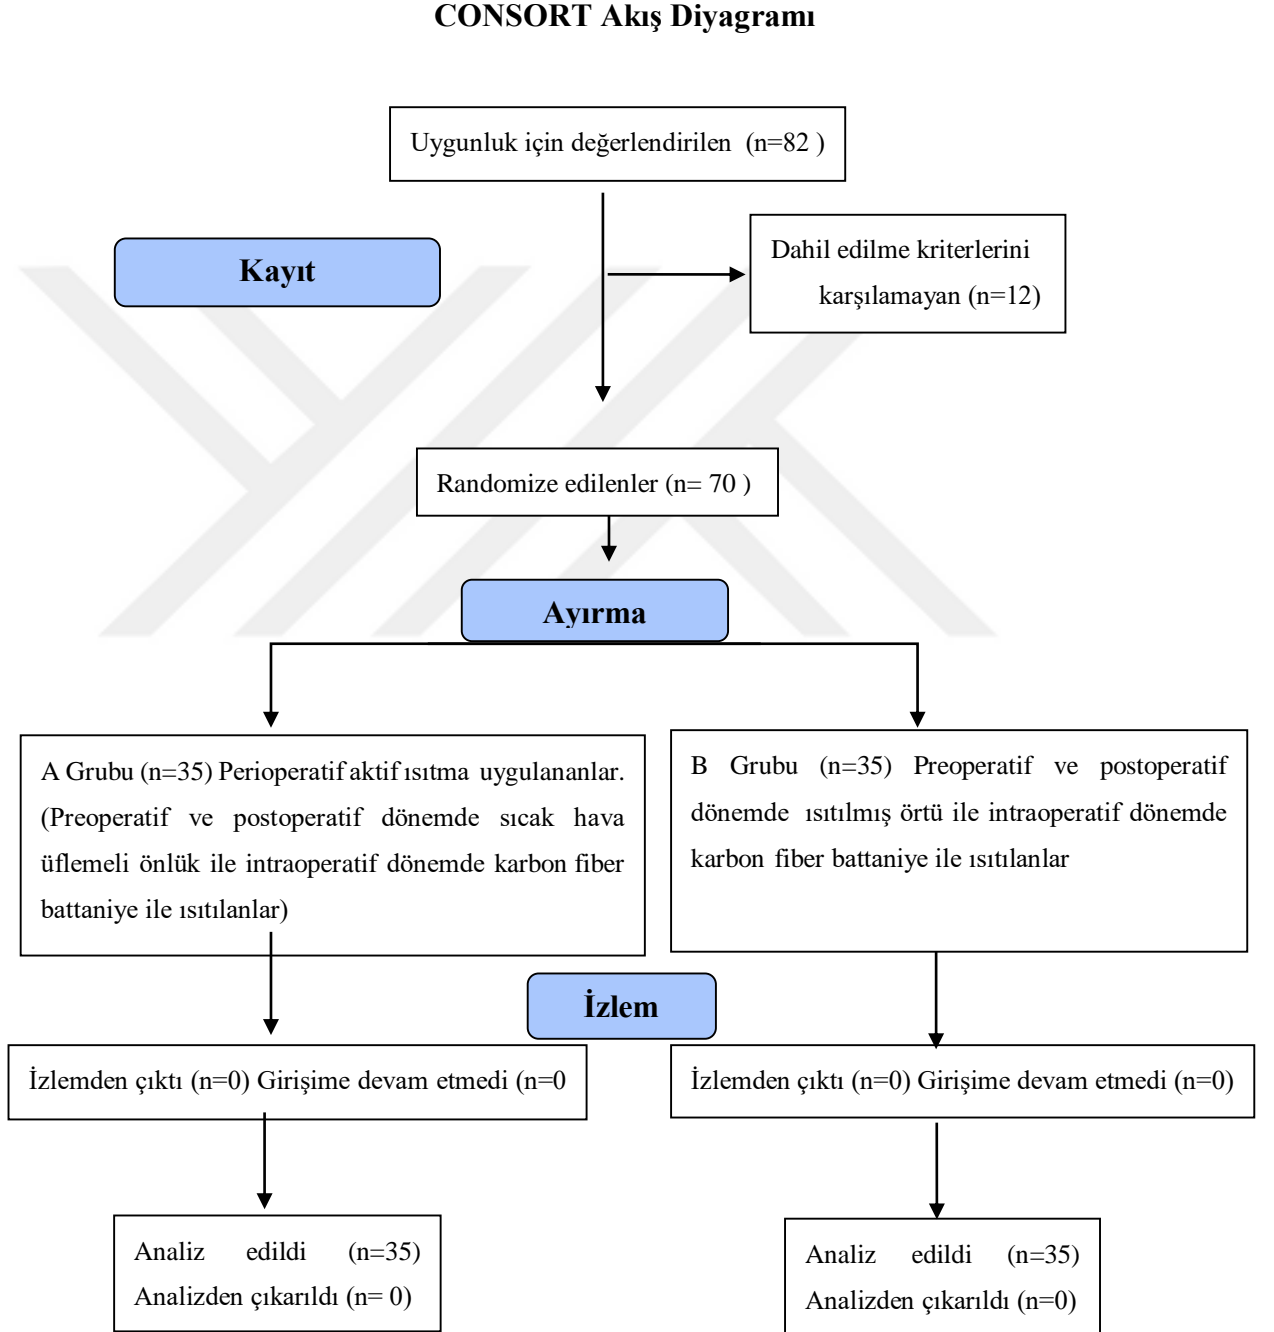 CONSORT Akış Diyagramı
Uygunluk için değerlendirilen (n=82 )
Kayıt
Dahil edilme kriterlerini
karşılamayan (n=12)
Randomize edilenler (n= 70 )
Ayırma
A Grubu (n=35) Perioperatif aktif ısıtma uygulananlar.
(Preoperatif ve postoperatif dönemde sıcak hava
üflemeli önlük ile intraoperatif dönemde karbon fiber
battaniye ile ısıtılanlar)
B Grubu (n=35) Preoperatif ve postoperatif
dönemde ısıtılmış örtü ile intraoperatif dönemde
karbon fiber battaniye ile ısıtılanlar
İzlem
İzlemden çıktı (n=0) Girişime devam etmedi (n=0
İzlemden çıktı (n=0) Girişime devam etmedi (n=0)
Analiz edildi (n=35)
Analizden çıkarıldı (n= 0)
Analiz edildi (n=35)
Analizden çıkarıldı (n=0)